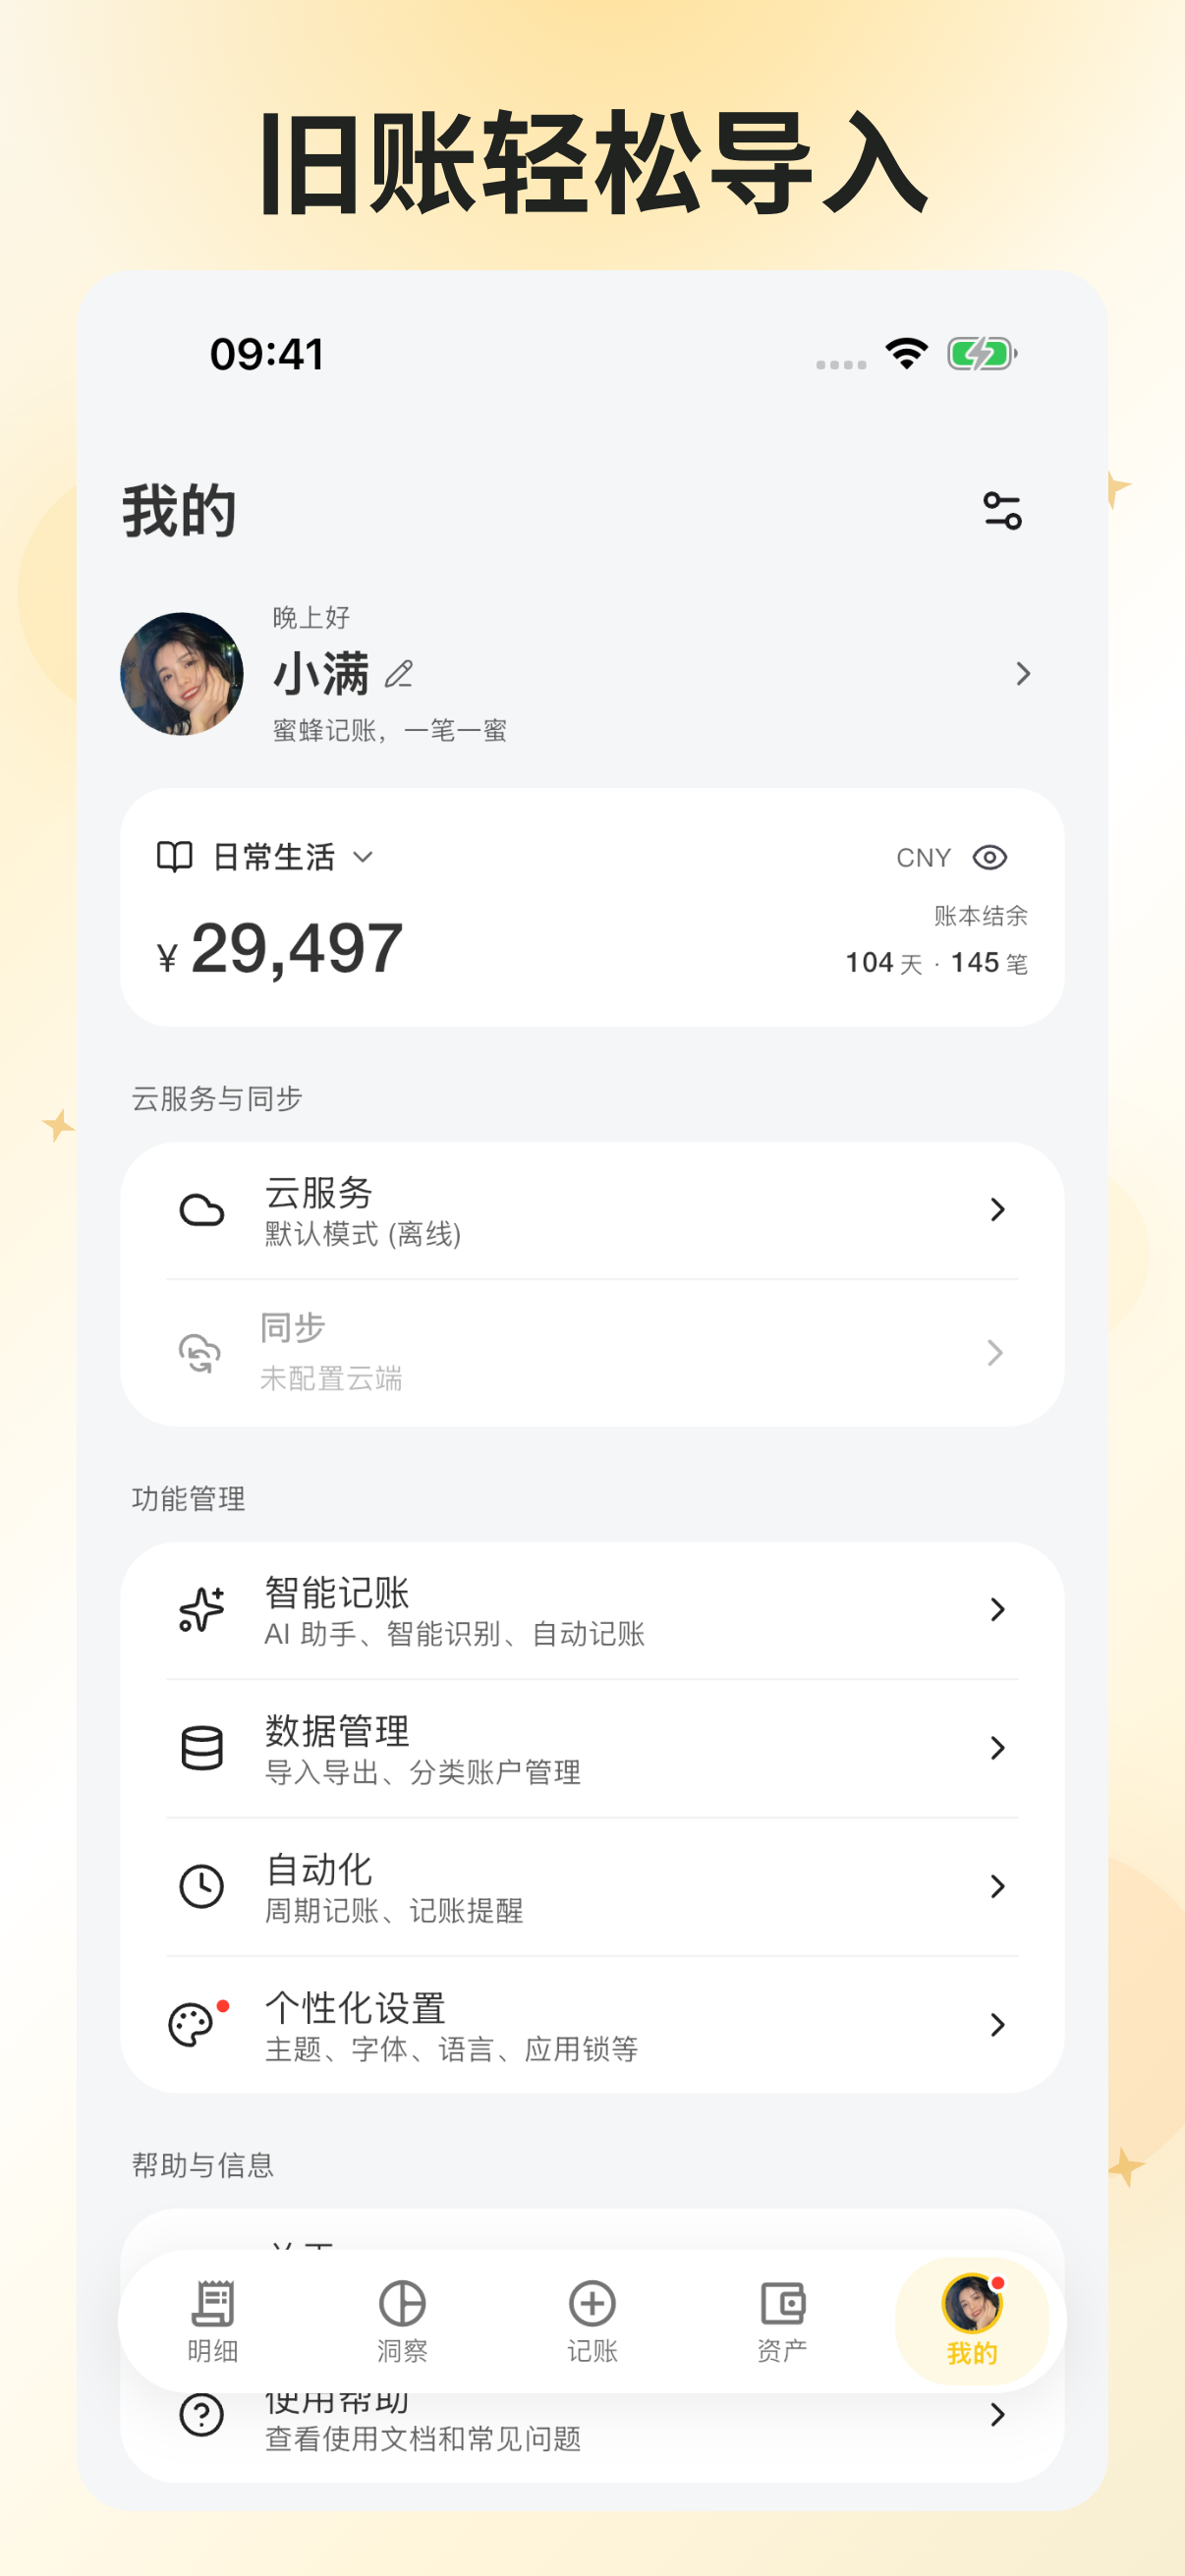 旧账轻松导入
09:41
我的
晚上好
小满
蜜蜂记账，一笔一蜜
日常生活
CNY
账本结余
¥ 29,497
104 天 · 145 笔
云服务与同步
云服务
默认模式 (离线)
同步
未配置云端
功能管理
智能记账
AI 助手、智能识别、自动记账
数据管理
导入导出、分类账户管理
自动化
周期记账、记账提醒
个性化设置
主题、字体、语言、应用锁等
帮助与信息
明细
洞察
记账
资产
我的
使用帮助
查看使用文档和常见问题